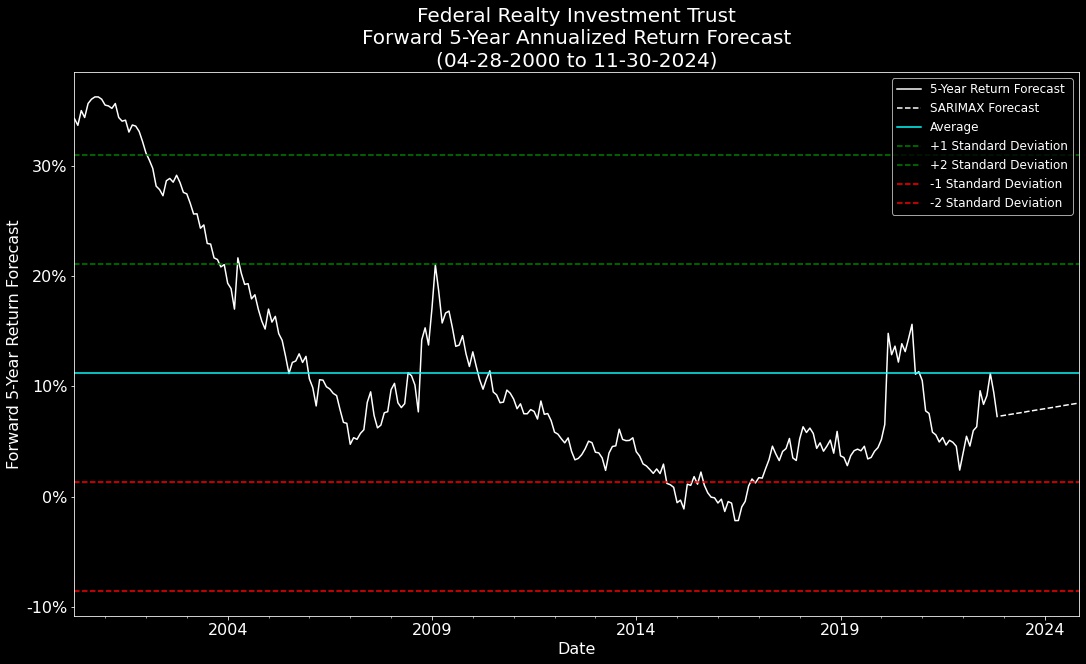 Federal Realty Investment Trust
Forward 5-Year Annualized Return Forecast
(04-28-2000 to 11-30-2024)
5-Year Return Forecast
SARIMAX Forecast
Average
+1 Standard Deviation
+2 Standard Deviation
-1 Standard Deviation
-2 Standard Deviation
Forward 5-Year Return Forecast
30%
20%
10%
0%
-10%
2004
2009
2014
2019
2024
Date